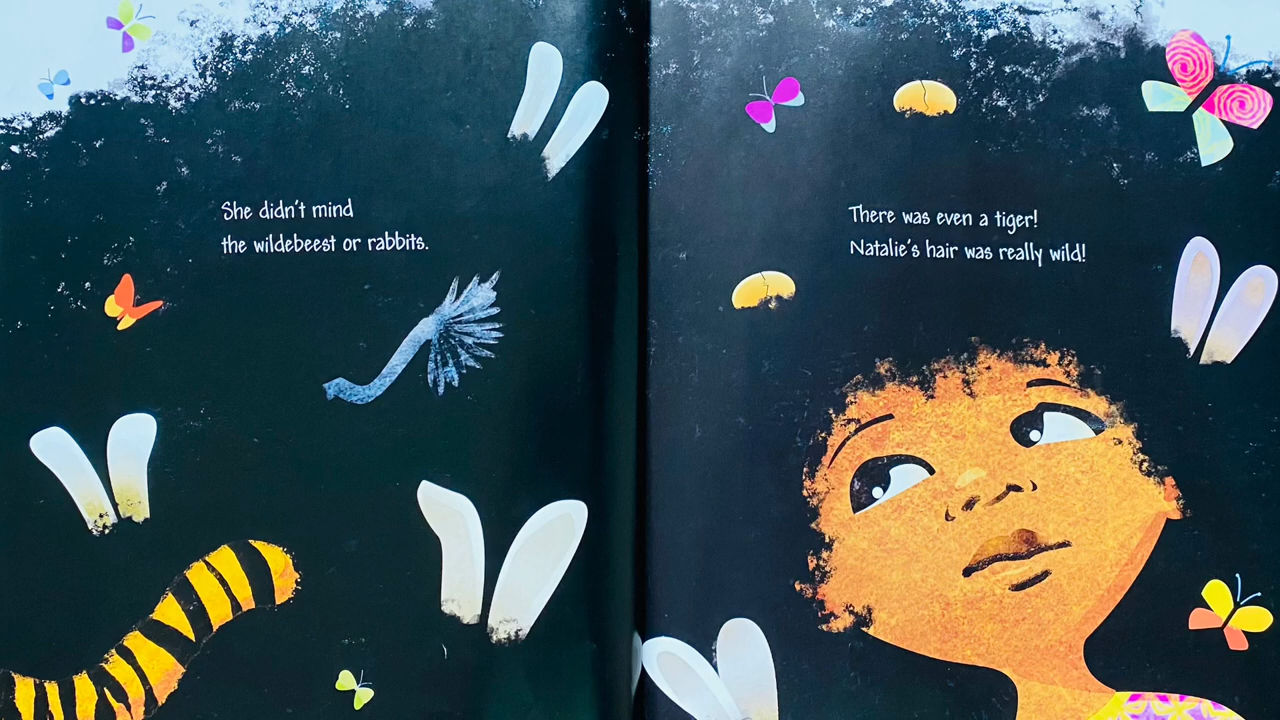 She didn't mind
the wildebeest or rabbits.
There was even a tiger!
Natalie's hair was really wild!